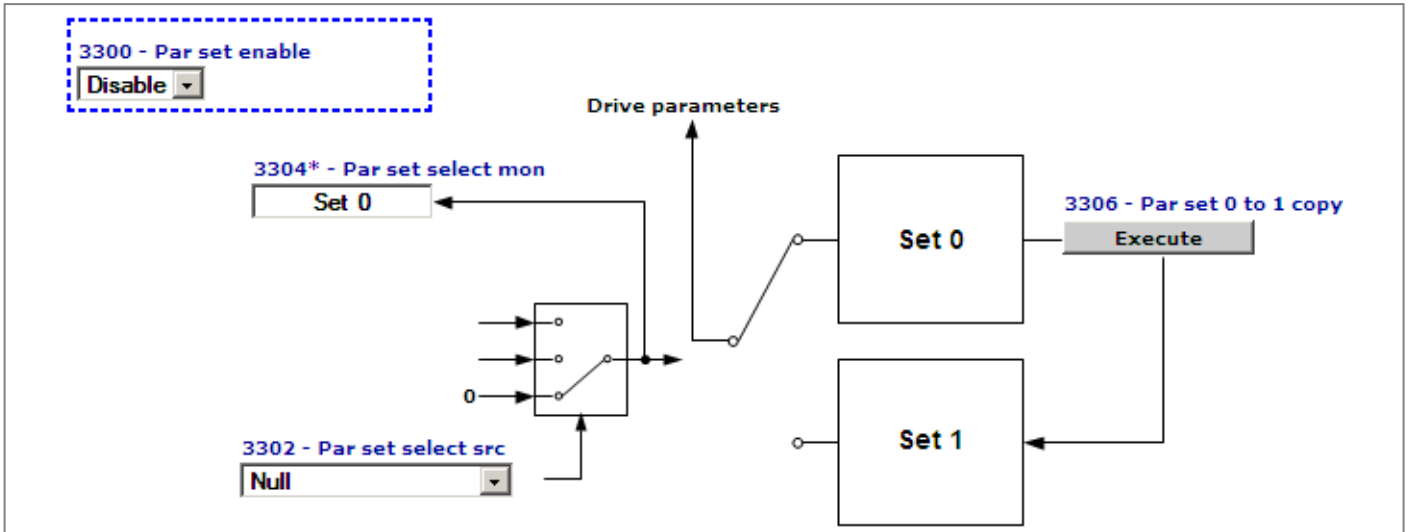 3300 - Par set enable
Disable
Drive parameters
3304* - Par set select mon
Set 0
Set 0
3306 - Par set 0 to 1 copy
Execute
0
3302 - Par set select src
Null
Set 1